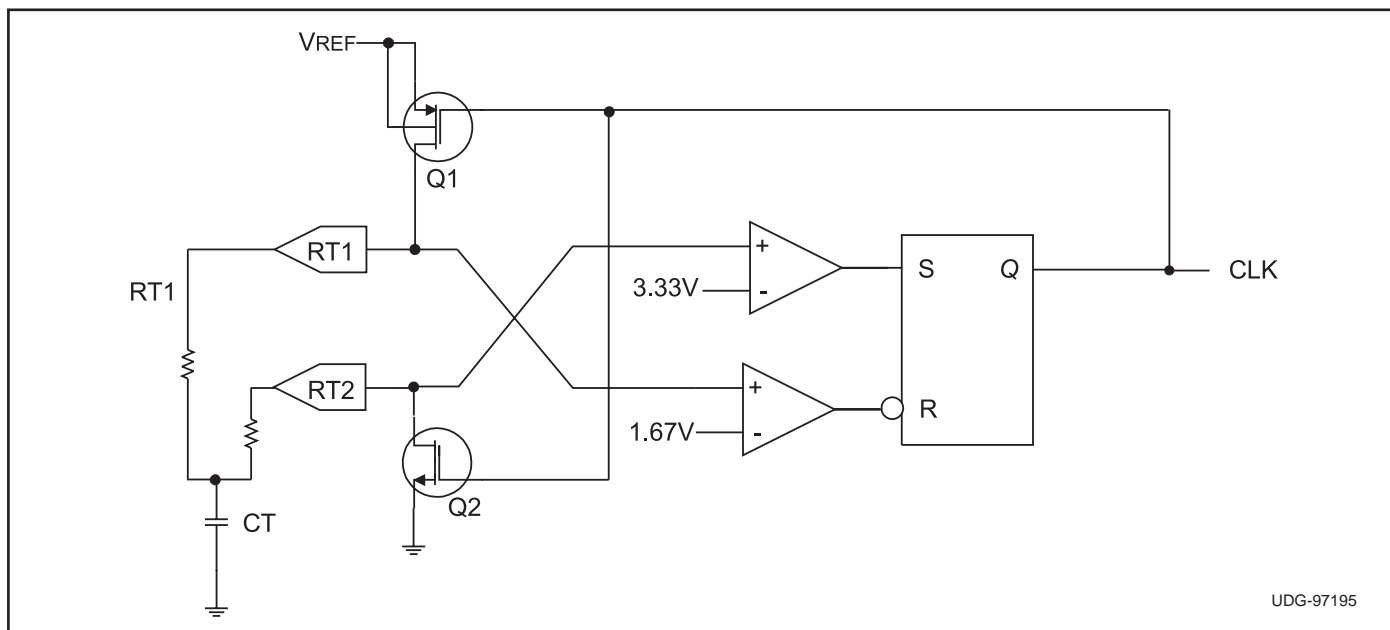 VREF
Q1
RT1
RT1
3.33V
+
-
S
Q
CLK
RT2
1.67V
+
-
R
Q2
CT
UDG-97195